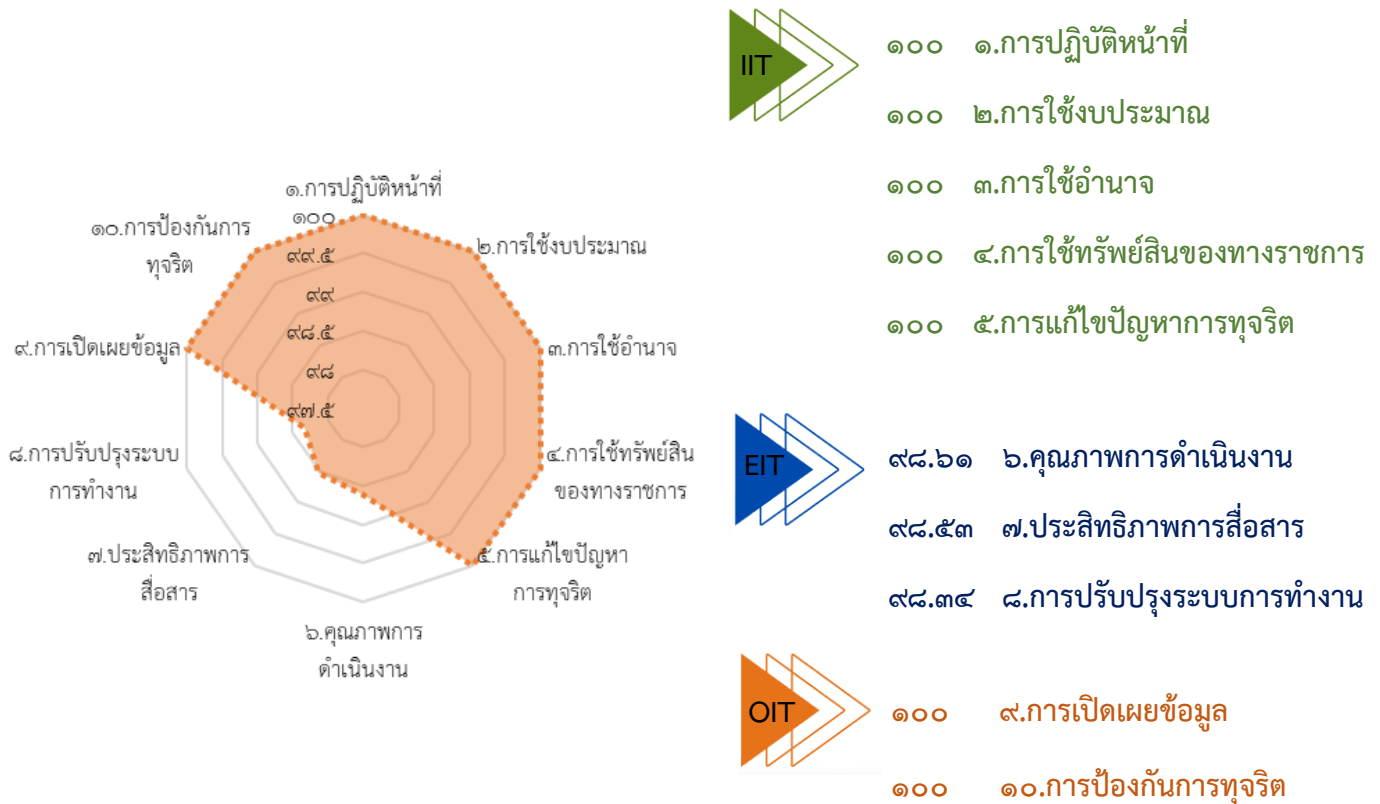 ๑.การปฏิบัติหน้าที่
๑๐๐
๙๙.๕
๙๙
๙๘.๕
๙๘
๙๗.๕
๒.การใช้งบประมาณ
๓.การใช้อำนาจ
๔.การใช้ทรัพย์สิน
ของทางราชการ
๕.การแก้ไขปัญหา
การทุจริต
๖.คุณภาพการ
ดำเนินงาน
๗.ประสิทธิภาพการ
สื่อสาร
๘.การปรับปรุงระบบ
การทำงาน
๙.การเปิดเผยข้อมูล
๑๐.การป้องกันการ
ทุจริต
IIT
๑๐๐ ๑.การปฏิบัติหน้าที่
๑๐๐ ๒.การใช้งบประมาณ
๑๐๐ ๓.การใช้อำนาจ
๑๐๐ ๔.การใช้ทรัพย์สินของทางราชการ
๑๐๐ ๕.การแก้ไขปัญหาการทุจริต
EIT
๙๘.๖๑ ๖.คุณภาพการดำเนินงาน
๙๘.๕๓ ๗.ประสิทธิภาพการสื่อสาร
๙๘.๓๔ ๘.การปรับปรุงระบบการทำงาน
OIT
๑๐๐ ๙.การเปิดเผยข้อมูล
๑๐๐ ๑๐.การป้องกันการทุจริต